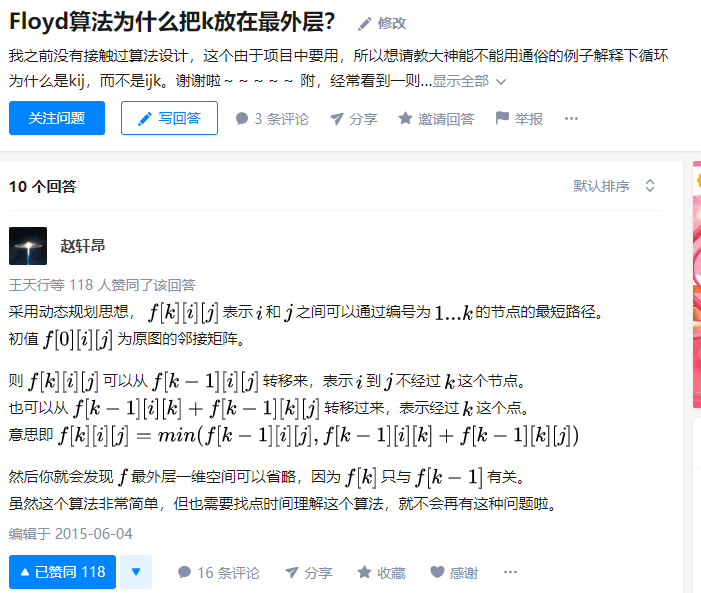 Floyd算法为什么把k放在最外层？ 修改
我之前没有接触过算法设计，这个由于项目中要用，所以想请教大神能不能用通俗的例子解释下循环
为什么是kij，而不是ijk。谢谢啦～～～～～ 附，经常看到一则...显示全部
关注问题 写回答 3 条评论 分享 邀请回答 举报 ...
10 个回答 默认排序
赵轩昂
王天行等 118 人赞同了该回答
采用动态规划思想，f[k][i][j] 表示 i 和 j 之间可以通过编号为 1...k 的节点的最短路径。
初值 f[0][i][j] 为原图的邻接矩阵。
则 f[k][i][j] 可以从 f[k − 1][i][j] 转移来，表示 i 到 j 不经过 k 这个节点。
也可以从 f[k − 1][i][k] + f[k − 1][k][j] 转移过来，表示经过 k 这个点。
意思即 f[k][i][j] = min(f[k − 1][i][j], f[k − 1][i][k] + f[k − 1][k][j])
然后你就会发现 f 最外层一维空间可以省略，因为 f[k] 只与 f[k − 1] 有关。
虽然这个算法非常简单，但也需要找点时间理解这个算法，就不会再有这种问题啦。
编辑于 2015-06-04
已赞同 118 16 条评论 分享 收藏 感谢 ...